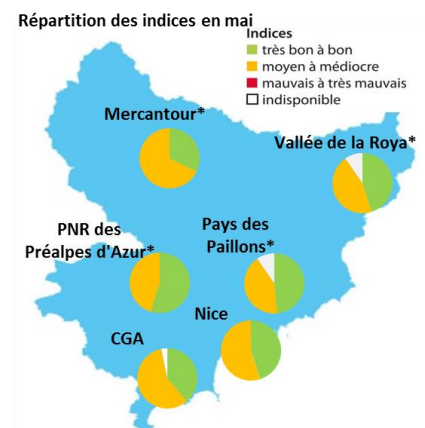 Répartition des indices en mai
Indices
très bon à bon
moyen à médiocre
mauvais à très mauvais
indisponible
Mercantour*
Vallée de la Roya*
PNR des
Préalpes d'Azur*
Pays des
Paillons*
Nice
CGA